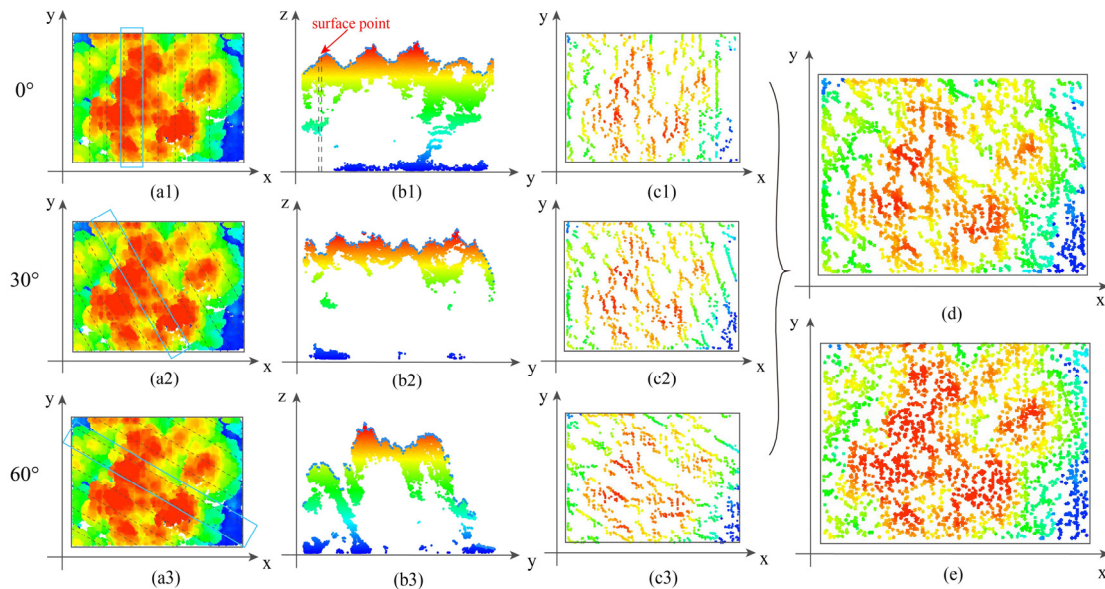 y
z
y
surface point
0°
x
y
x
(a1)
(b1)
(c1)
y
y
z
y
30°
x
y
x
x
(a2)
(b2)
(c2)
(d)
y
y
z
y
60°
x
y
x
x
(a3)
(b3)
(c3)
(e)